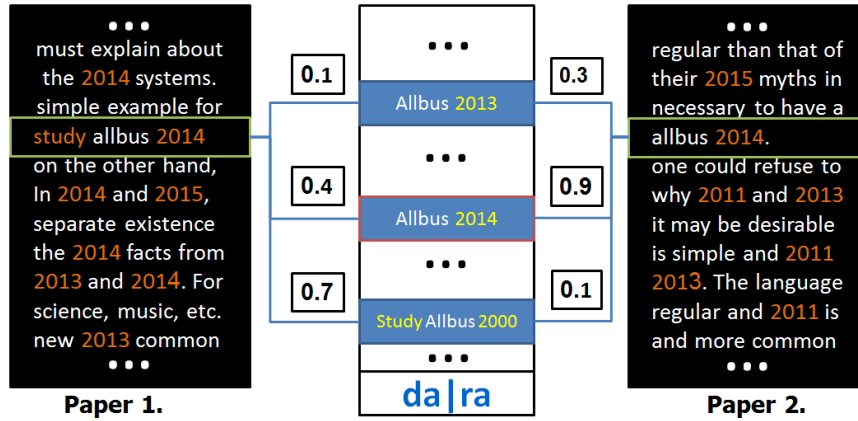 ...
must explain about
the 2014 systems.
simple example for
study allbus 2014
on the other hand,
In 2014 and 2015,
separate existence
the 2014 facts from
2013 and 2014. For
science, music, etc.
new 2013 common
...
Paper 1.
0.1
0.4
0.7
...
Allbus 2013
...
Allbus 2014
...
Study Allbus 2000
...
da|ra
0.3
0.9
0.1
...
regular than that of
their 2015 myths in
necessary to have a
allbus 2014.
one could refuse to
why 2011 and 2013
it may be desirable
is simple and 2011
2013. The language
regular and 2011 is
and more common
...
Paper 2.